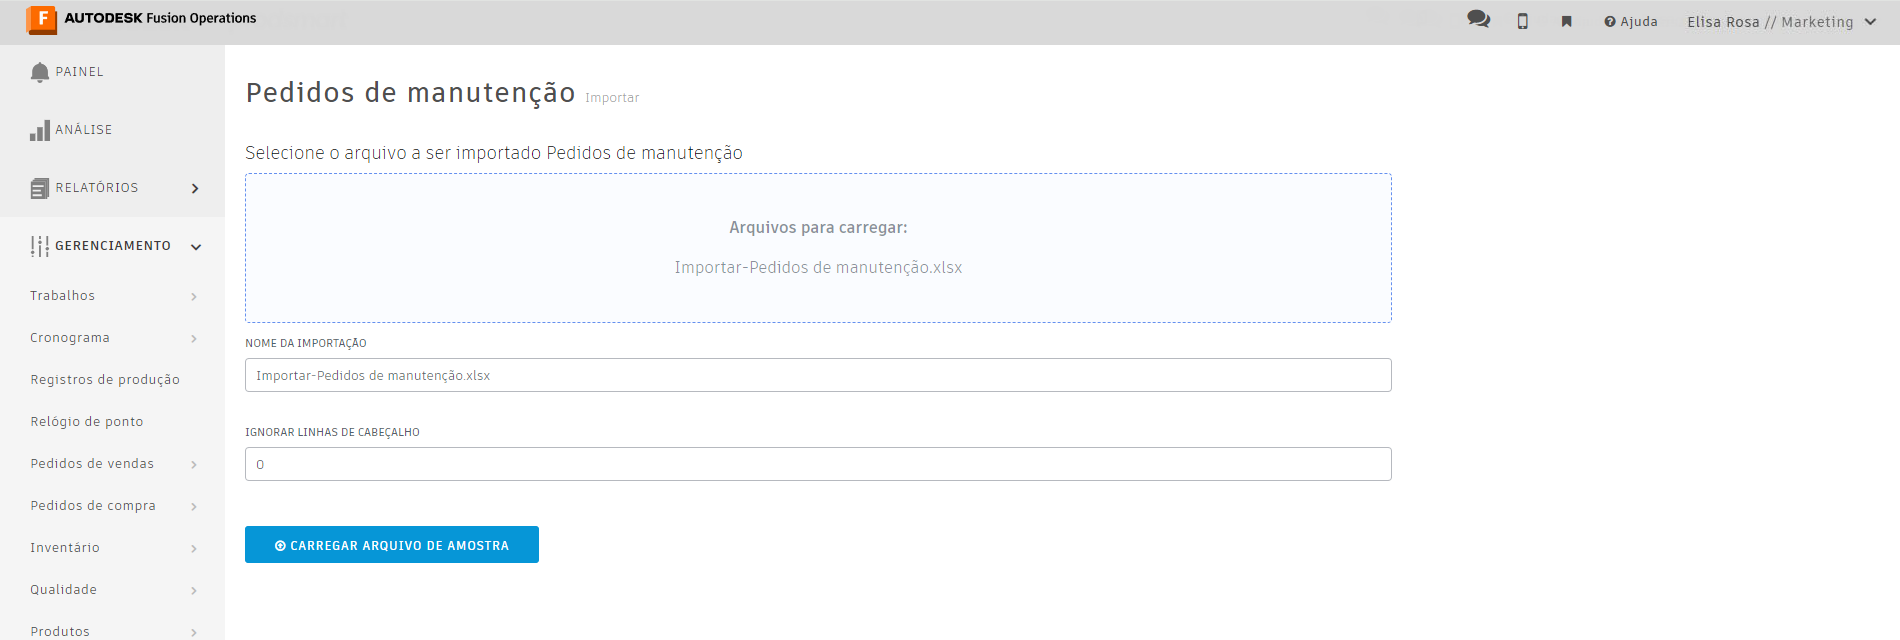 AUTODESK Fusion Operations
Ajuda
Elisa Rosa // Marketing
PAINEL
ANÁLISE
RELATÓRIOS
GERENCIAMENTO
Trabalhos
Cronograma
Registros de produção
Relógio de ponto
Pedidos de vendas
Pedidos de compra
Inventário
Qualidade
Produtos
Pedidos de manutenção Importar
Selecione o arquivo a ser importado Pedidos de manutenção
Arquivos para carregar:
Importar-Pedidos de manutenção.xlsx
NOME DA IMPORTAÇÃO
Importar-Pedidos de manutenção.xlsx
IGNORAR LINHAS DE CABEÇALHO
0
CARREGAR ARQUIVO DE AMOSTRA